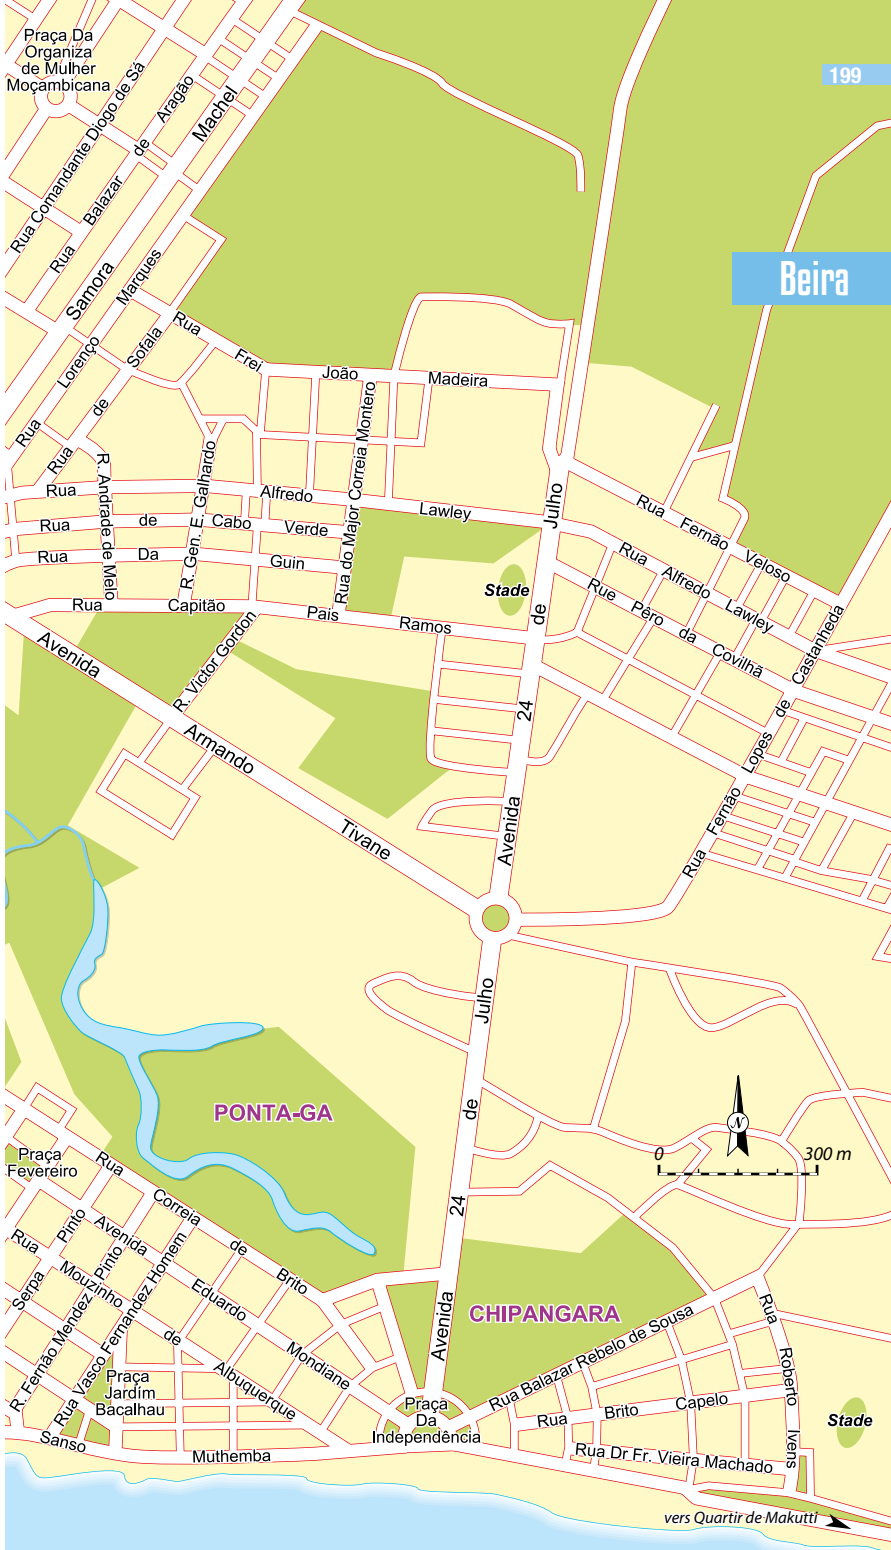 Praça Da
Organiza
de Mulher
Moçambicana
199
Beira
Rua Comandante Diogo de Sá
Rua Balazar de Aragão
Samora Machel
Rua Lorenço Marques
Rua de Sofala
Rua Frei João Madeira
Rua do Major Correia Montero
R. Andrade de Melo
R. Gen. E. Galhardo
Rua Alfredo Lawley
Rua de Cabo Verde
Rua Da Guin
Rua Capitão Pais Ramos
Stade
Rua Fernão Veloso
Rua Alfredo Lawley
Rue Pêro da Covilhã
Rua Fernão Lopes de Castanheda
R. Victor Gordon
Avenida Armando Tivane
Avenida 24 de Julho
Avenida 24 de Julho
PONTA-GA
N
0 300 m
Praça
Fevereiro
Rua Correia de Brito
Avenida Eduardo Mondiane
Rua Mouzinho de Albuquerque
Serpa Pinto
R. Fernão Mendez Pinto
Rua Vasco Fernandez Homem
Praça
Jardím
Bacalhau
CHIPANGARA
Rua Balazar Rebelo de Sousa
Praça
Da
Independência
Rua Brito Capelo
Rua Roberto Ivens
Stade
Rua Dr Fr. Vieira Machado
Sanso Muthemba
vers Quartir de Makutti